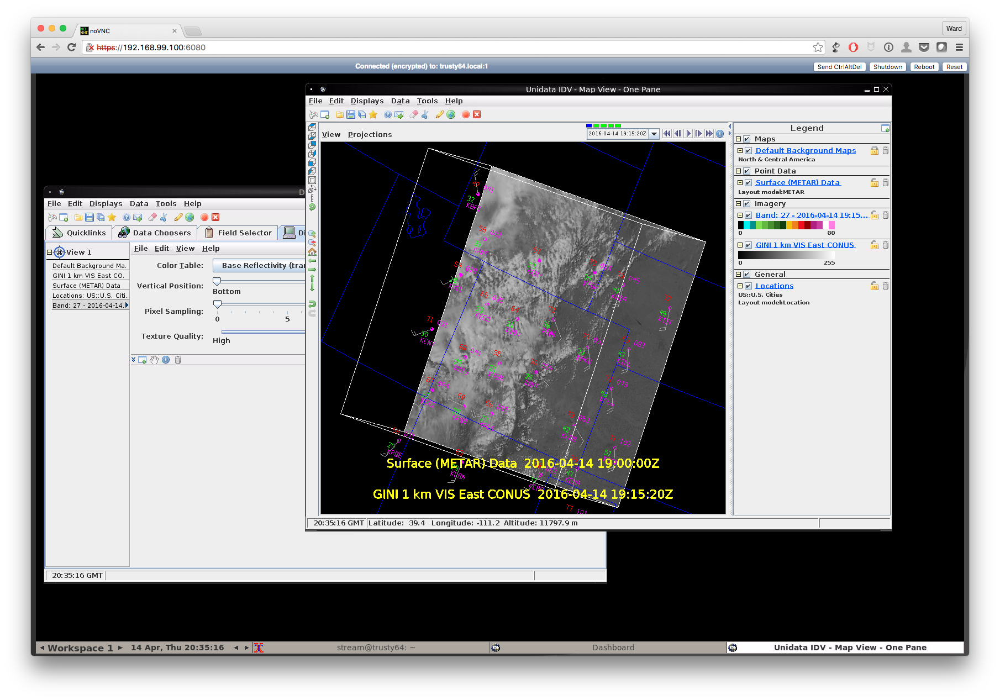 noVNC
Ward
https://192.168.99.100:6080
Connected (encrypted) to: trusty64.local:1
Send CtrlAltDel
Shutdown
Reboot
Reset
Unidata IDV - Map View - One Pane
File Edit Displays Data Tools Help
View Projections
2016-04-14 19:15:20Z
Legend
Maps
Default Background Maps
North & Central America
Point Data
Surface (METAR) Data
Layout model:METAR
Imagery
Band: 27 - 2016-04-14 19:15...
0 80
GINI 1 km VIS East CONUS
0 255
General
Locations
US::U.S. Cities
Layout model:Location
Surface (METAR) Data 2016-04-14 19:00:00Z
GINI 1 km VIS East CONUS 2016-04-14 19:15:20Z
20:35:16 GMT Latitude: 39.4 Longitude: -111.2 Altitude: 11797.9 m
File Edit Displays Data Tools Help
Quicklinks
Data Choosers
Field Selector
Di
View 1
Default Background Ma.
GINI 1 km VIS East CO.
Surface (METAR) Data
Locations: US::U.S. Citi.
Band: 27 - 2016-04-14.
File Edit View Help
Color Table: Base Reflectivity (tran
Vertical Position:
Bottom
Pixel Sampling:
0 5
Texture Quality:
High
20:35:16 GMT
Workspace 1
14 Apr, Thu 20:35:16
stream@trusty64: ~
Dashboard
Unidata IDV - Map View - One Pane